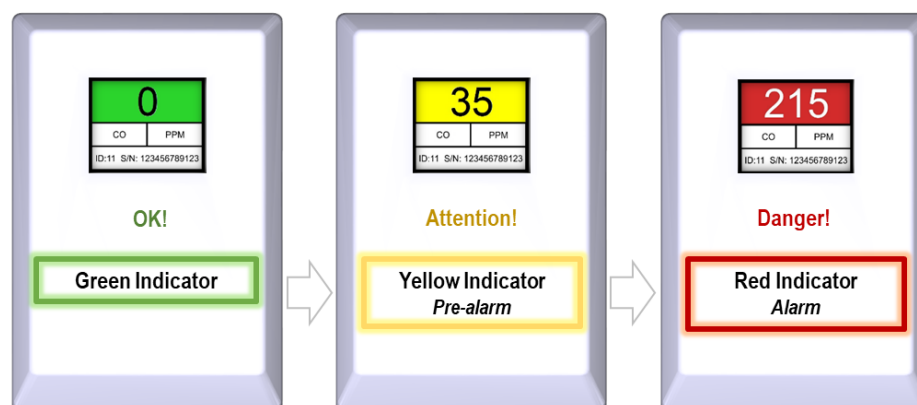 0
CO PPM
ID:11 S/N: 123456789123
OK!
Green Indicator
35
CO PPM
ID:11 S/N: 123456789123
Attention!
Yellow Indicator
Pre-alarm
215
CO PPM
ID:11 S/N: 123456789123
Danger!
Red Indicator
Alarm